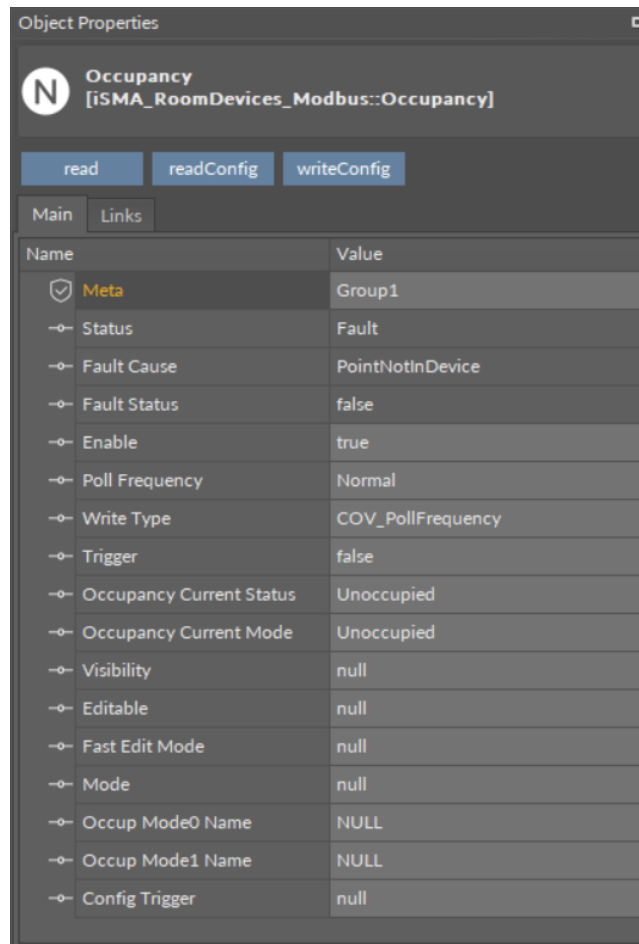 Object Properties
N
Occupancy
[iSMA_RoomDevices_Modbus::Occupancy]
read readConfig writeConfig
Main Links
Name Value
Meta Group1
Status Fault
Fault Cause PointNotInDevice
Fault Status false
Enable true
Poll Frequency Normal
Write Type COV_PollFrequency
Trigger false
Occupancy Current Status Unoccupied
Occupancy Current Mode Unoccupied
Visibility null
Editable null
Fast Edit Mode null
Mode null
Occup Mode0 Name NULL
Occup Mode1 Name NULL
Config Trigger null